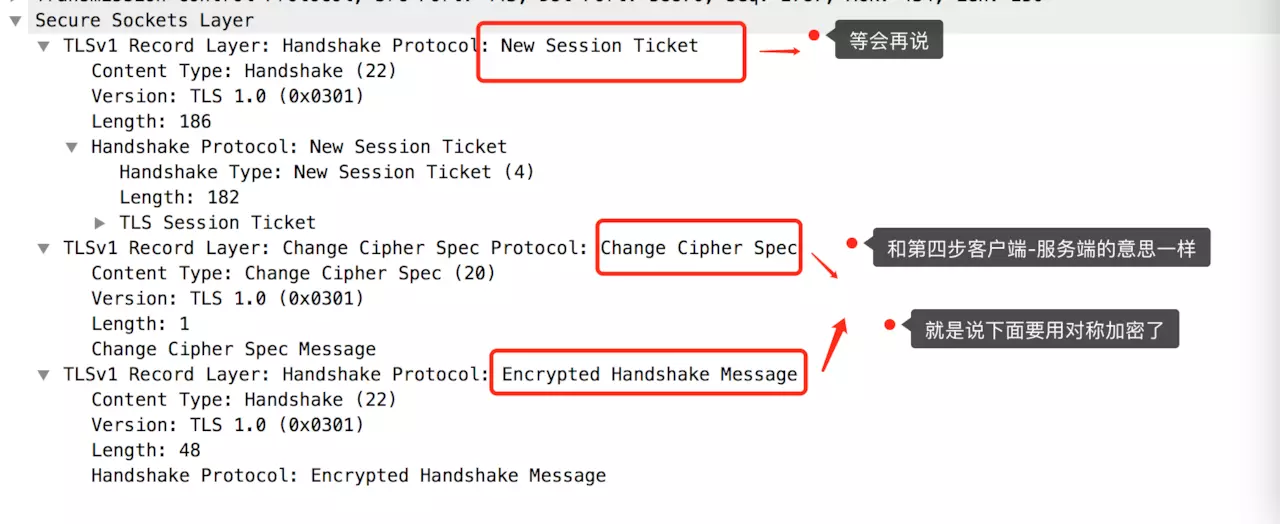 Secure Sockets Layer
TLSv1 Record Layer: Handshake Protocol: New Session Ticket
等会再说
Content Type: Handshake (22)
Version: TLS 1.0 (0x0301)
Length: 186
Handshake Protocol: New Session Ticket
Handshake Type: New Session Ticket (4)
Length: 182
TLS Session Ticket
TLSv1 Record Layer: Change Cipher Spec Protocol: Change Cipher Spec
和第四步客户端-服务端的意思一样
Content Type: Change Cipher Spec (20)
Version: TLS 1.0 (0x0301)
Length: 1
就是说下面要用对称加密了
Change Cipher Spec Message
TLSv1 Record Layer: Handshake Protocol: Encrypted Handshake Message
Content Type: Handshake (22)
Version: TLS 1.0 (0x0301)
Length: 48
Handshake Protocol: Encrypted Handshake Message